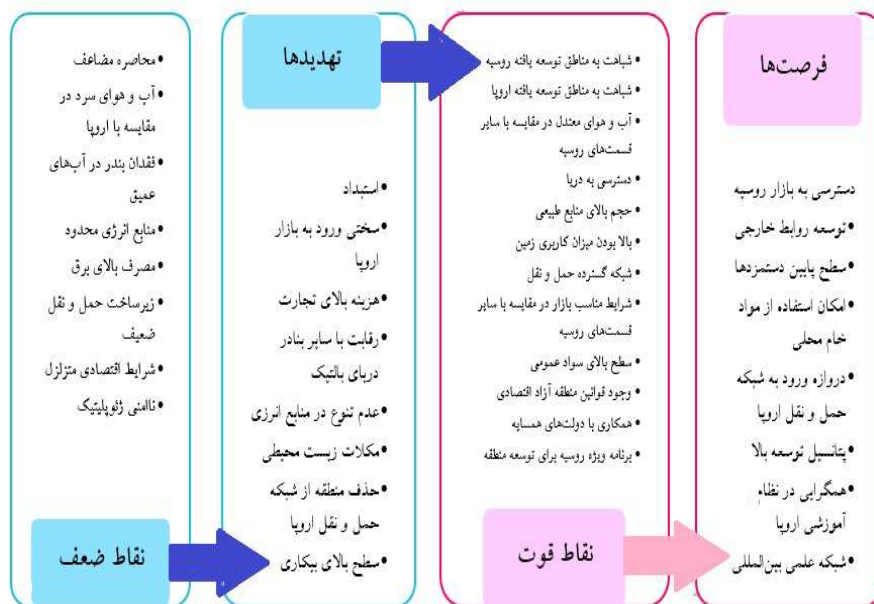 فرصت‌ها
دسترسی به بازار روسیه
• توسعه روابط خارجی
• سطح پایین دستمزدها
• امکان استفاده از مواد
خام محلی
• دروازه ورود به شبکه
حمل و نقل اروپا
• پتانسیل توسعه بالا
• همگرایی در نظام
آموزشی اروپا
• شبکه علمی بین‌المللی
• شباهت به مناطق توسعه یافته روسیه
• شباهت به مناطق توسعه یافته اروپا
• آب و هوای معتدل در مقایسه با سایر
قسمت‌های روسیه
• دسترسی به دریا
• حجم بالای منابع طبیعی
• بالا بودن میزان کاربری زمین
• شبکه گسترده حمل و نقل
• شرایط مناسب بازار در مقایسه با سایر
قسمت‌های روسیه
• سطح بالای سواد عمومی
• وجود قوانین منطقه آزاد اقتصادی
• همکاری با دولت‌های همسایه
• برنامه ویژه روسیه برای توسعه منطقه
نقاط قوت
تهدیدها
• استبداد
• سختی ورود به بازار
اروپا
• هزینه بالای تجارت
• رقابت با سایر بنادر
دریای بالتیک
• عدم تنوع در منابع انرژی
• مکلات زیست محیطی
• حذف منطقه از شبکه
حمل و نقل اروپا
• سطح بالای بیکاری
• محاصره مضاعف
• آب و هوای سرد در
مقایسه با اروپا
• فقدان بندر در آب‌های
عمیق
• منابع انرژی محدود
• مصرف بالای برق
• زیرساخت حمل و نقل
ضعیف
• شرایط اقتصادی متزلزل
• ناامنی ژئوپلیتیک
نقاط ضعف